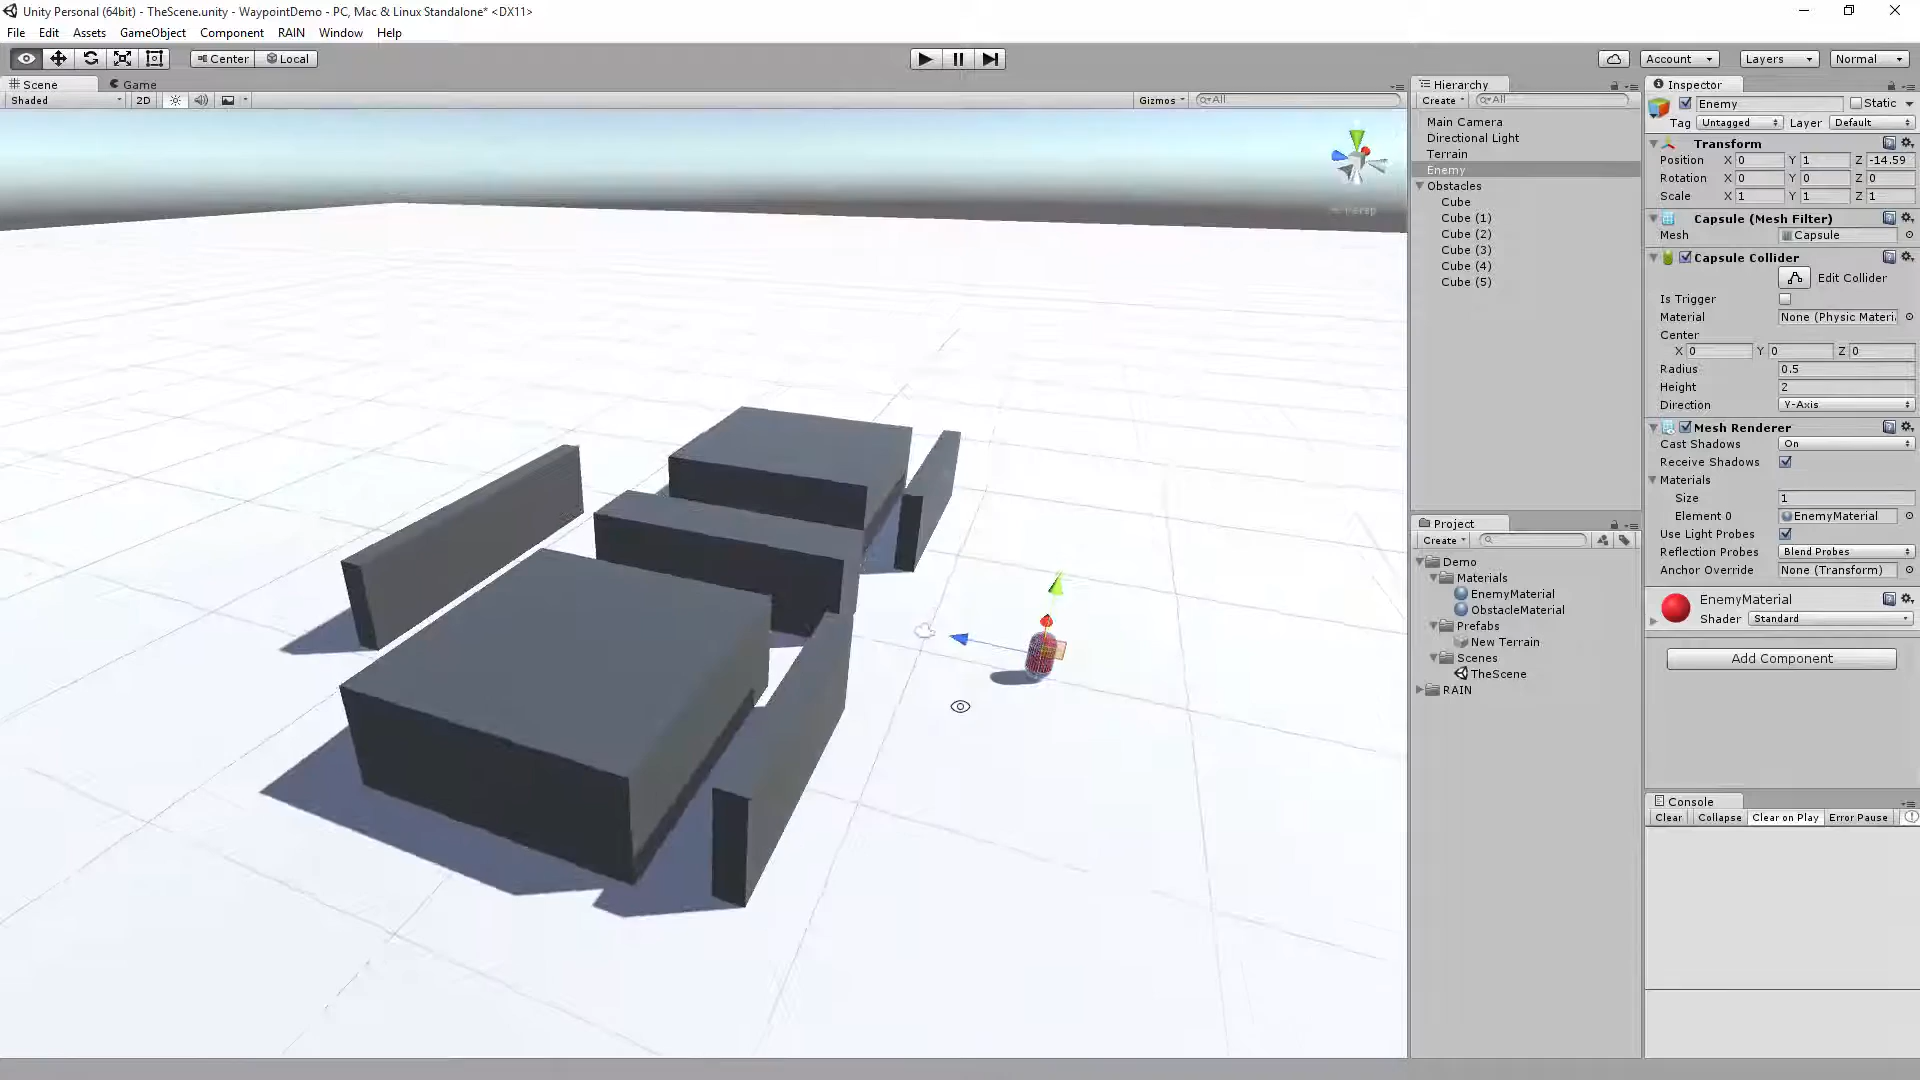 Unity Personal (64bit) - TheScene.unity - WaypointDemo - PC, Mac & Linux Standalone* <DX11>
File Edit Assets GameObject Component RAIN Window Help
Center Local Account Layers Normal
Scene Game
Shaded 2D Gizmos All
Persp
Hierarchy
Create All
Main Camera
Directional Light
Terrain
Enemy
Obstacles
Cube
Cube (1)
Cube (2)
Cube (3)
Cube (4)
Cube (5)
Project
Create
Demo
Materials
EnemyMaterial
ObstacleMaterial
Prefabs
New Terrain
Scenes
TheScene
RAIN
Inspector
Enemy Static
Tag Untagged Layer Default
Transform
Position X 0 Y 1 Z -14.59
Rotation X 0 Y 0 Z 0
Scale X 1 Y 1 Z 1
Capsule (Mesh Filter)
Mesh Capsule
Capsule Collider
Edit Collider
Is Trigger
Material None (Physic Materi
Center
X 0 Y 0 Z 0
Radius 0.5
Height 2
Direction Y-Axis
Mesh Renderer
Cast Shadows On
Receive Shadows
Materials
Size 1
Element 0 EnemyMaterial
Use Light Probes
Reflection Probes Blend Probes
Anchor Override None (Transform)
EnemyMaterial
Shader Standard
Add Component
Console
Clear Collapse Clear on Play Error Pause